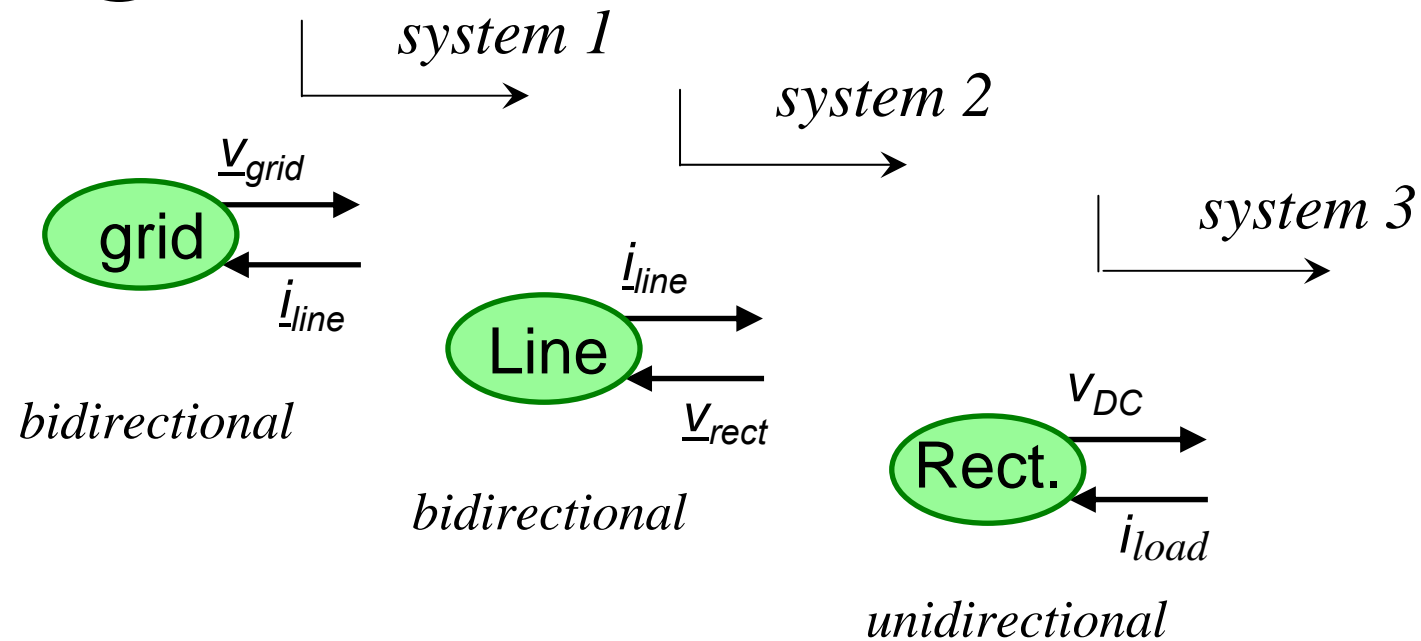 system 1
system 2
v_grid
system 3
grid
i_line
i_line
Line
v_DC
bidirectional
v_rect
Rect.
bidirectional
i_load
unidirectional